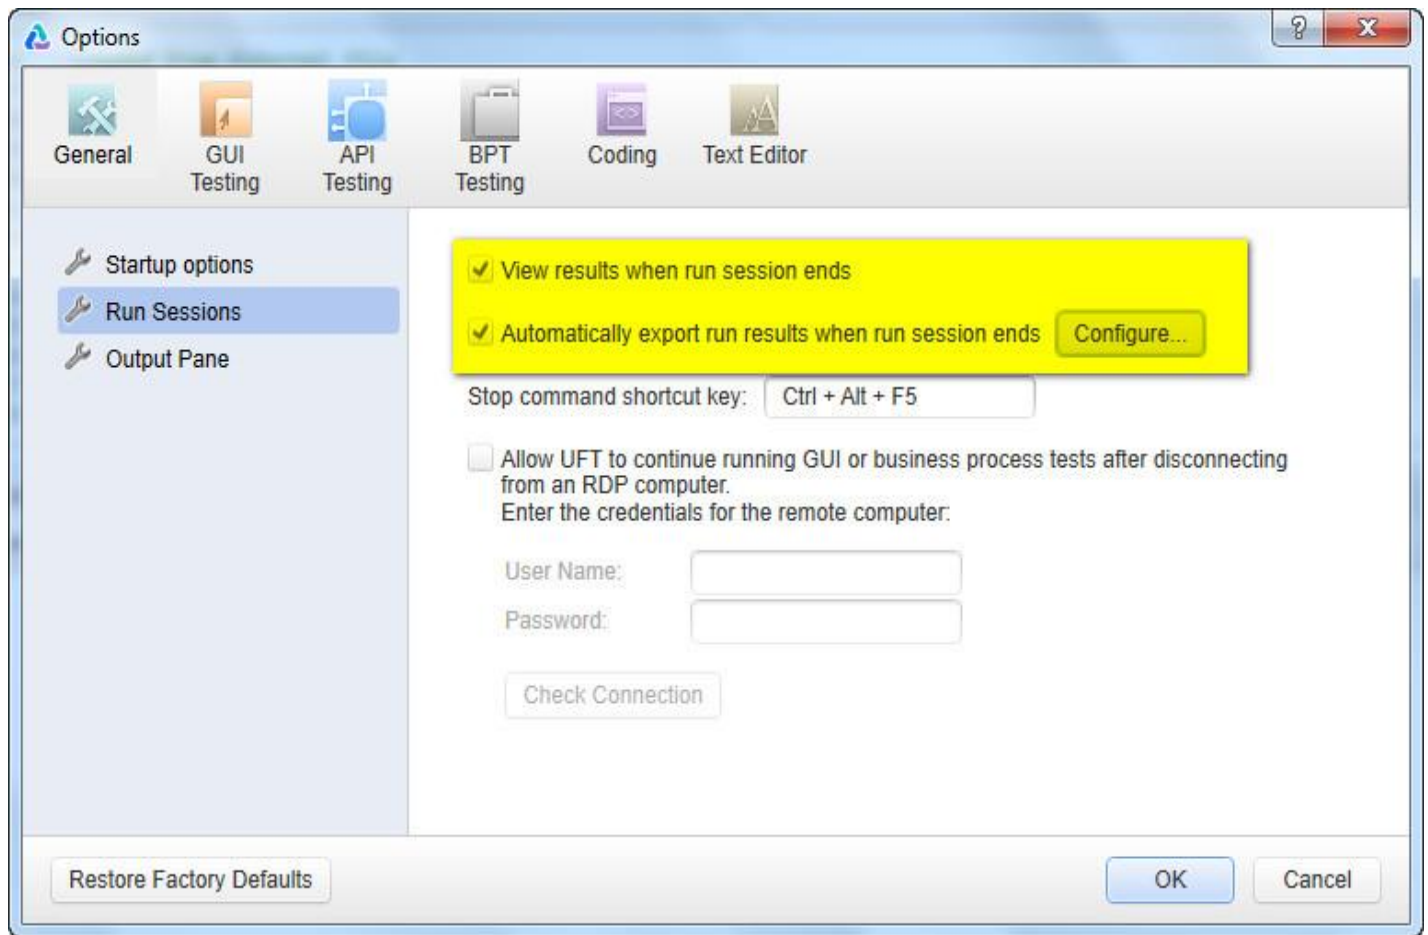 Options
General
GUI
Testing
API
Testing
BPT
Testing
Coding
Text Editor
Startup options
Run Sessions
Output Pane
View results when run session ends
Automatically export run results when run session ends
Configure...
Stop command shortcut key:
Ctrl + Alt + F5
Allow UFT to continue running GUI or business process tests after disconnecting
from an RDP computer.
Enter the credentials for the remote computer:
User Name:
Password:
Check Connection
Restore Factory Defaults
OK
Cancel